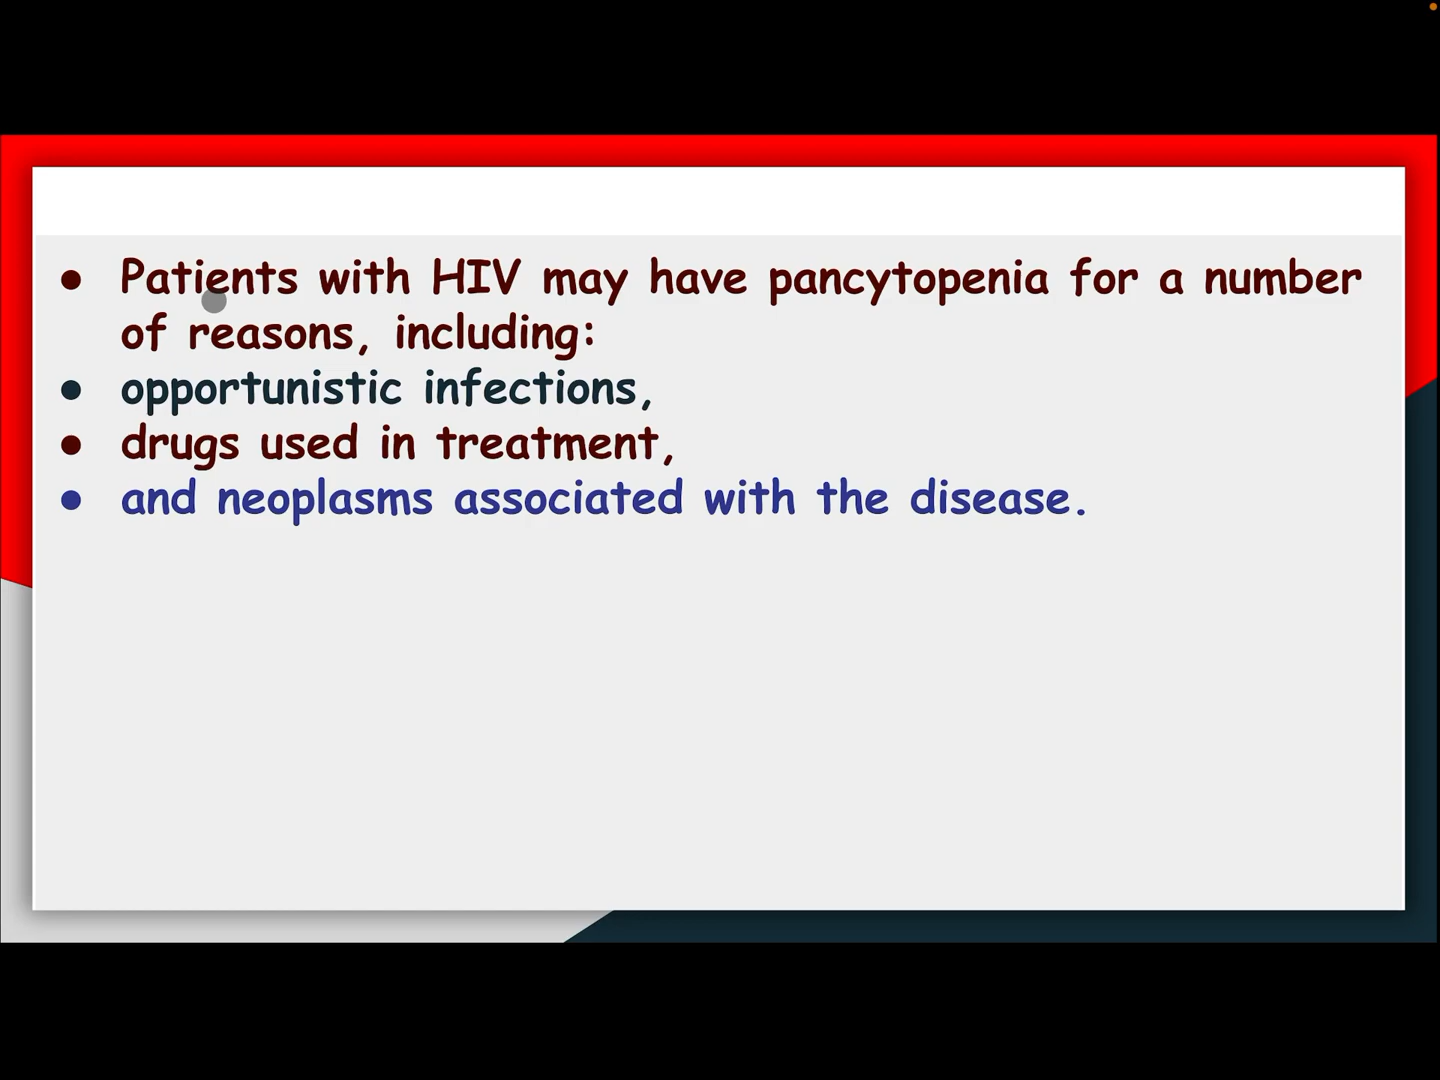 ● Patients with HIV may have pancytopenia for a number
of reasons, including:
● opportunistic infections,
● drugs used in treatment,
● and neoplasms associated with the disease.